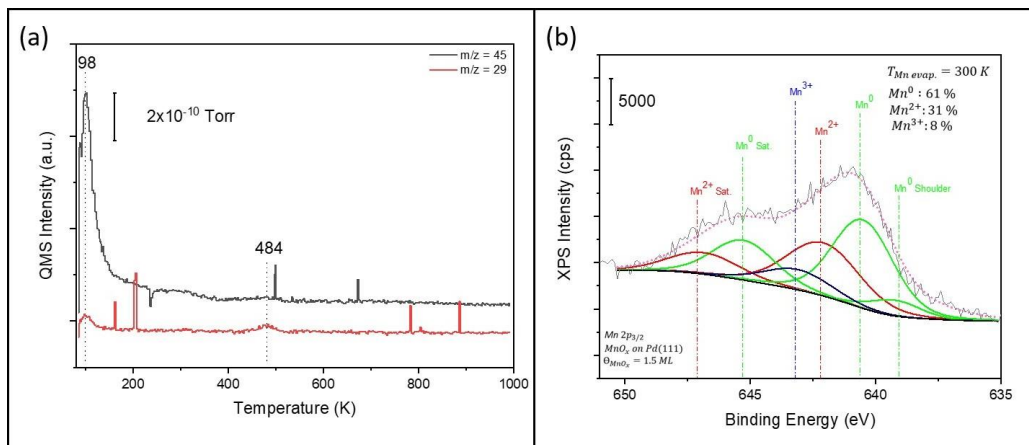 (a)
98
m/z = 45
m/z = 29
2x10⁻¹⁰ Torr
484
QMS Intensity (a.u.)
200 400 600 800 1000
Temperature (K)
(b)
5000
T_Mn evap. = 300 K
Mn⁰ : 61 %
Mn²⁺: 31 %
Mn³⁺: 8 %
Mn³⁺
Mn⁰
Mn²⁺
Mn⁰ Sat.
Mn²⁺ Sat.
Mn⁰ Shoulder
XPS Intensity (cps)
Mn 2p₃/₂
MnOₓ on Pd(111)
Θ_MnOₓ = 1.5 ML
650 645 640 635
Binding Energy (eV)